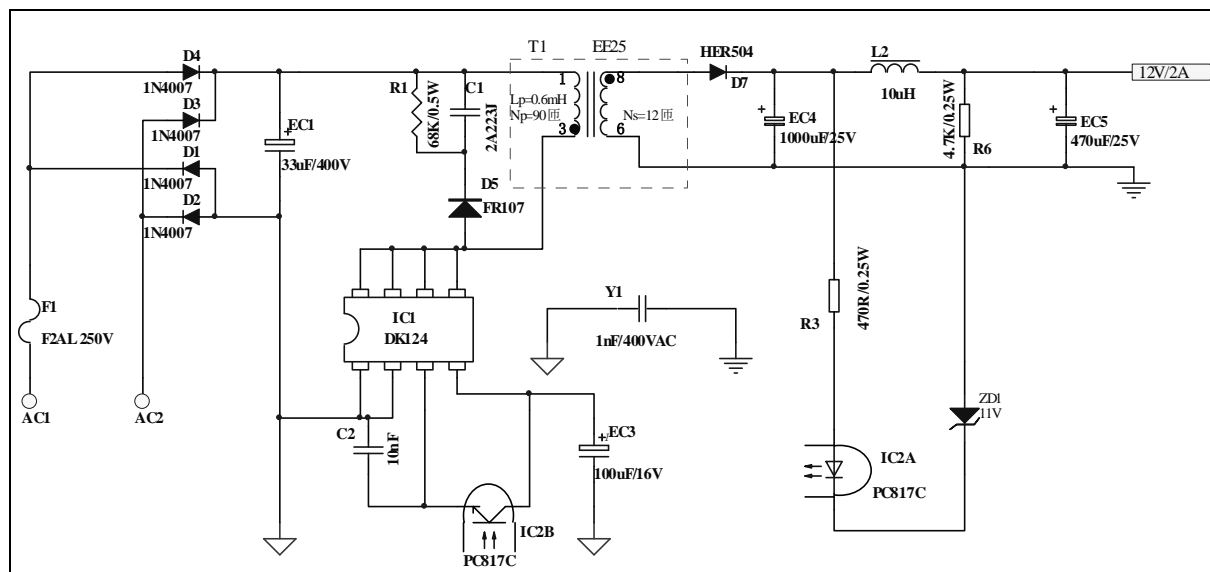 T1
EE25
D4
1N4007
D3
1N4007
D1
1N4007
D2
1N4007
EC1
33uF/400V
R1
68K/0.5W
C1
2A223J
D5
FR107
1
3
8
6
Lp=0.6mH
Np=90匝
Ns=12匝
HER504
D7
L2
10uH
12V/2A
EC4
1000uF/25V
4.7K/0.25W
R6
EC5
470uF/25V
F1
F2AL 250V
AC1
AC2
IC1
DK124
Y1
1nF/400VAC
R3
470R/0.25W
ZD1
11V
C2
10nF
EC3
100uF/16V
IC2B
PC817C
IC2A
PC817C